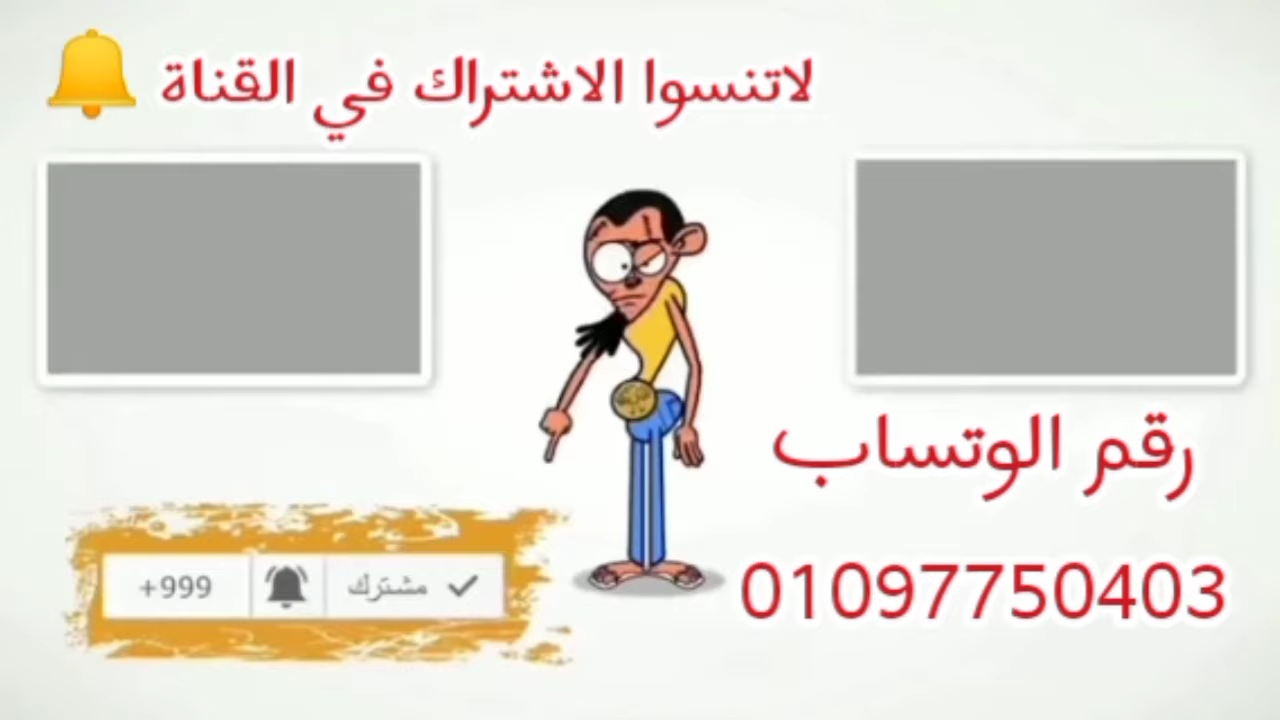 لاتنسوا الاشتراك في القناة
رقم الوتساب
01097750403
مشترك
+999